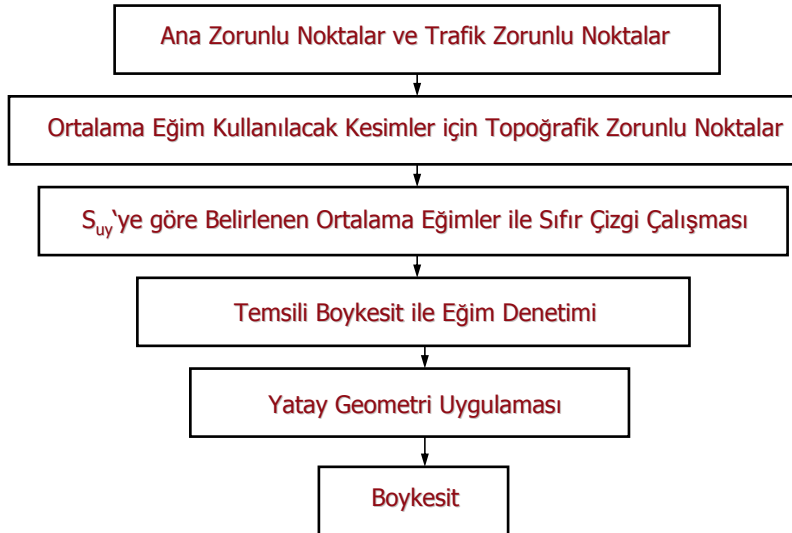 Ana Zorunlu Noktalar ve Trafik Zorunlu Noktalar
Ortalama Eğim Kullanılacak Kesimler için Topoğrafik Zorunlu Noktalar
Suy‘ye göre Belirlenen Ortalama Eğimler ile Sıfır Çizgi Çalışması
Temsili Boykesit ile Eğim Denetimi
Yatay Geometri Uygulaması
Boykesit